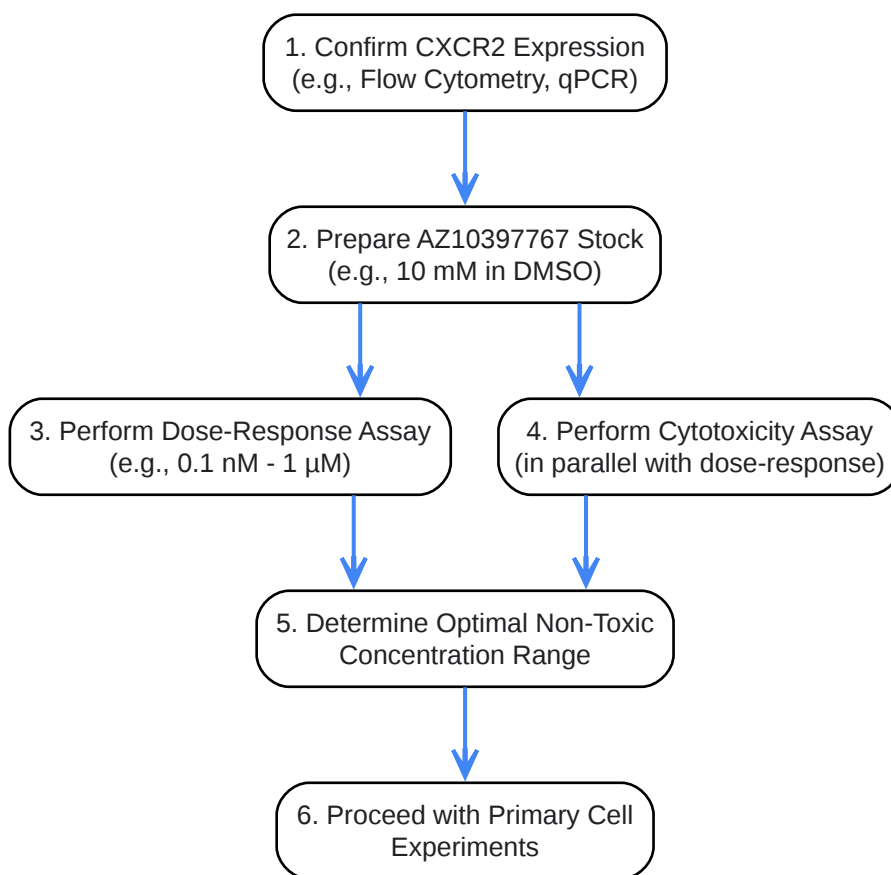 1. Confirm CXCR2 Expression
(e.g., Flow Cytometry, qPCR)
2. Prepare AZ10397767 Stock
(e.g., 10 mM in DMSO)
3. Perform Dose-Response Assay
(e.g., 0.1 nM - 1 µM)
4. Perform Cytotoxicity Assay
(in parallel with dose-response)
5. Determine Optimal Non-Toxic
Concentration Range
6. Proceed with Primary Cell
Experiments